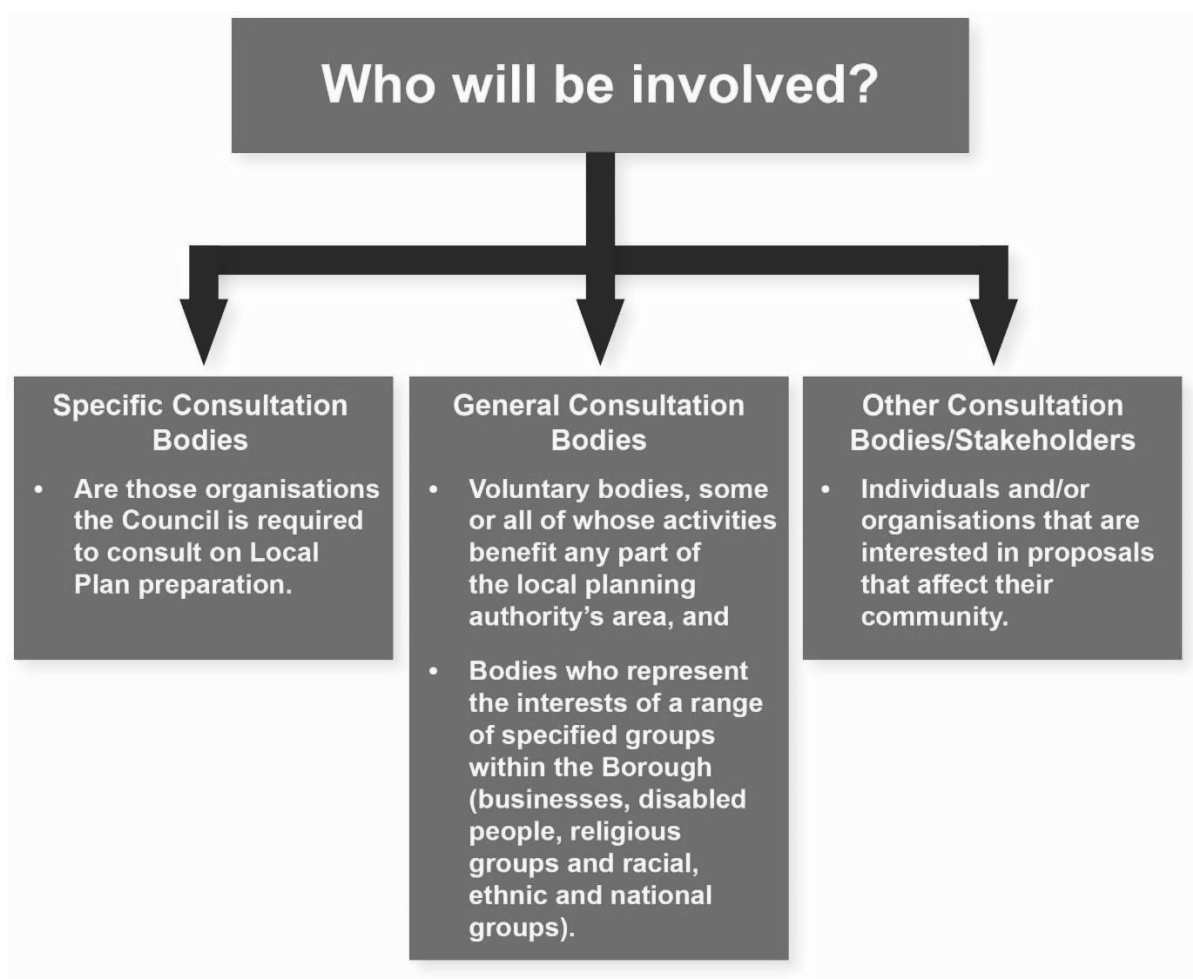 Who will be involved?
Specific Consultation
Bodies
• Are those organisations
the Council is required
to consult on Local
Plan preparation.
General Consultation
Bodies
• Voluntary bodies, some
or all of whose activities
benefit any part of
the local planning
authority’s area, and
• Bodies who represent
the interests of a range
of specified groups
within the Borough
(businesses, disabled
people, religious
groups and racial,
ethnic and national
groups).
Other Consultation
Bodies/Stakeholders
• Individuals and/or
organisations that are
interested in proposals
that affect their
community.